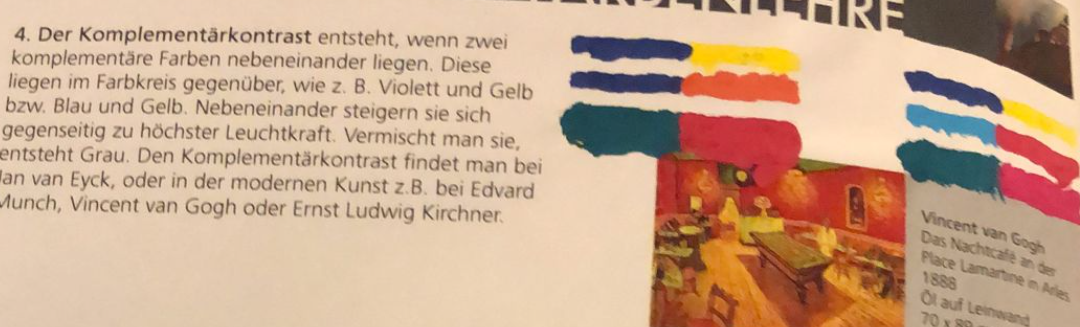 FARBENLEHRE
4. Der Komplementärkontrast entsteht, wenn zwei
komplementäre Farben nebeneinander liegen. Diese
liegen im Farbkreis gegenüber, wie z. B. Violett und Gelb
bzw. Blau und Gelb. Nebeneinander steigern sie sich
gegenseitig zu höchster Leuchtkraft. Vermischt man sie,
entsteht Grau. Den Komplementärkontrast findet man bei
Jan van Eyck, oder in der modernen Kunst z.B. bei Edvard
Munch, Vincent van Gogh oder Ernst Ludwig Kirchner.
Vincent van Gogh
Das Nachtcafé an der
Place Lamartine in Arles
1888
Öl auf Leinwand
70 x